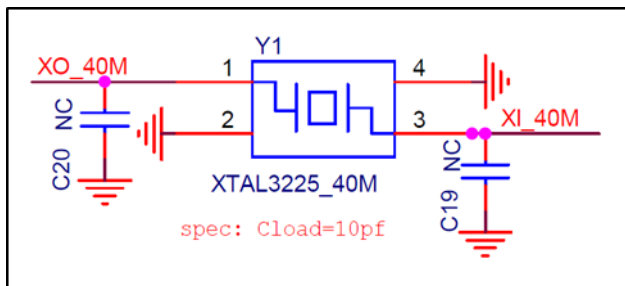 Y1
XO_40M
1
4
NC
C20
2
3
XI_40M
NC
C19
XTAL3225_40M
spec: Cload=10pf